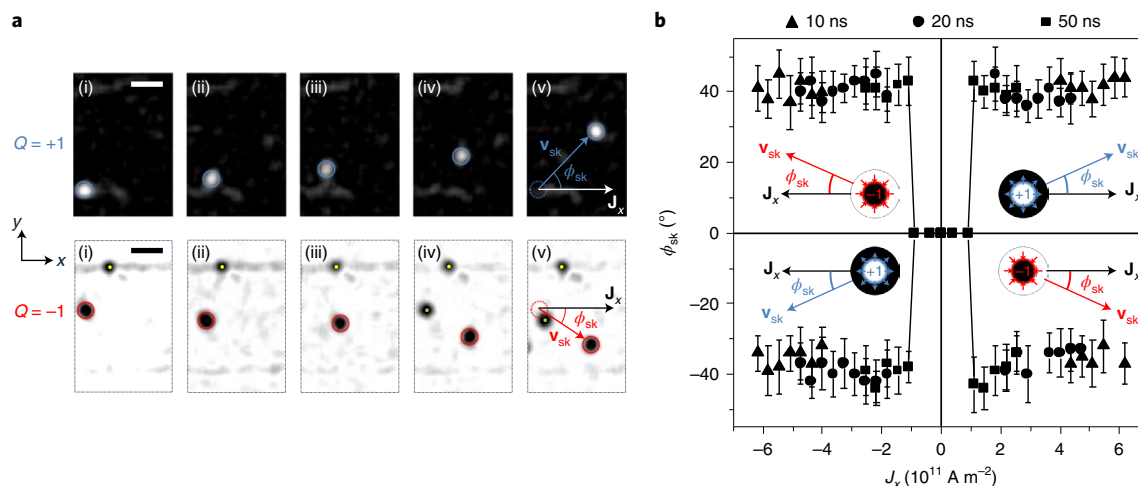 a
Q = +1
(i)
(ii)
(iii)
(iv)
(v)
v_sk
ϕ_sk
J_x
y
x
Q = −1
(i)
(ii)
(iii)
(iv)
(v)
J_x
ϕ_sk
v_sk
b
▲ 10 ns ● 20 ns ■ 50 ns
ϕ_sk (°)
40
20
0
−20
−40
v_sk
ϕ_sk
J_x
−1
v_sk
ϕ_sk
J_x
+1
J_x
ϕ_sk
v_sk
+1
J_x
ϕ_sk
v_sk
−1
−6 −4 −2 0 2 4 6
J_x (10^11 A m^−2)